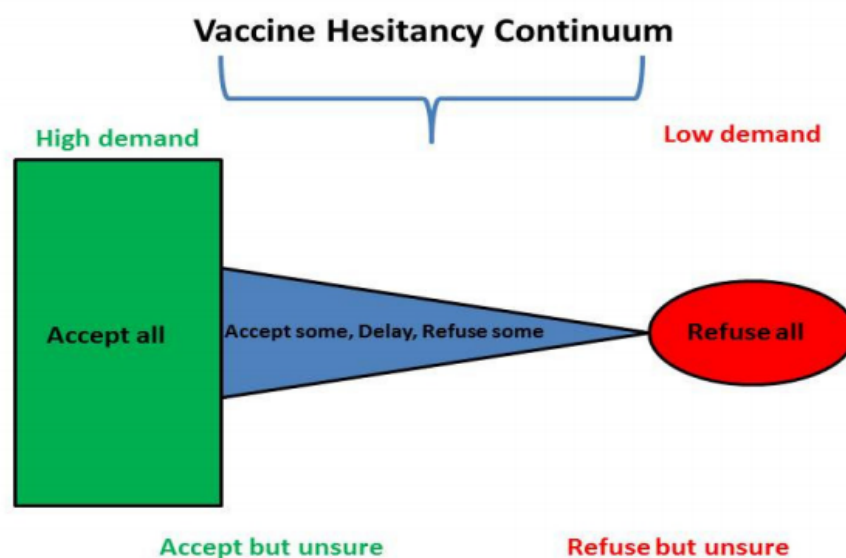 Vaccine Hesitancy Continuum
High demand
Low demand
Accept all
Accept some, Delay, Refuse some
Refuse all
Accept but unsure
Refuse but unsure